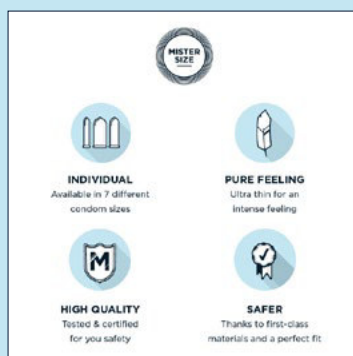 MISTER
SIZE
INDIVIDUAL
Available in 7 different
condom sizes
PURE FEELING
Ultra thin for an
intense feeling
M
HIGH QUALITY
Tested & certified
for you safety
SAFER
Thanks to first-class
materials and a perfect fit